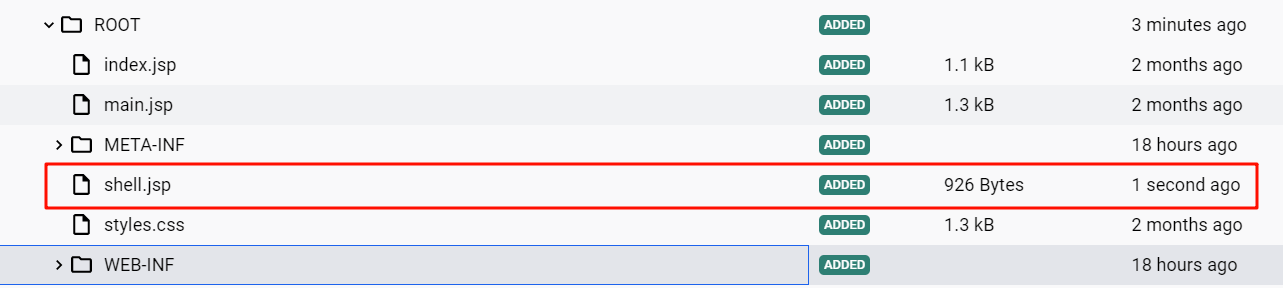 ROOT ADDED 3 minutes ago
index.jsp ADDED 1.1 kB 2 months ago
main.jsp ADDED 1.3 kB 2 months ago
META-INF ADDED 18 hours ago
shell.jsp ADDED 926 Bytes 1 second ago
styles.css ADDED 1.3 kB 2 months ago
WEB-INF ADDED 18 hours ago